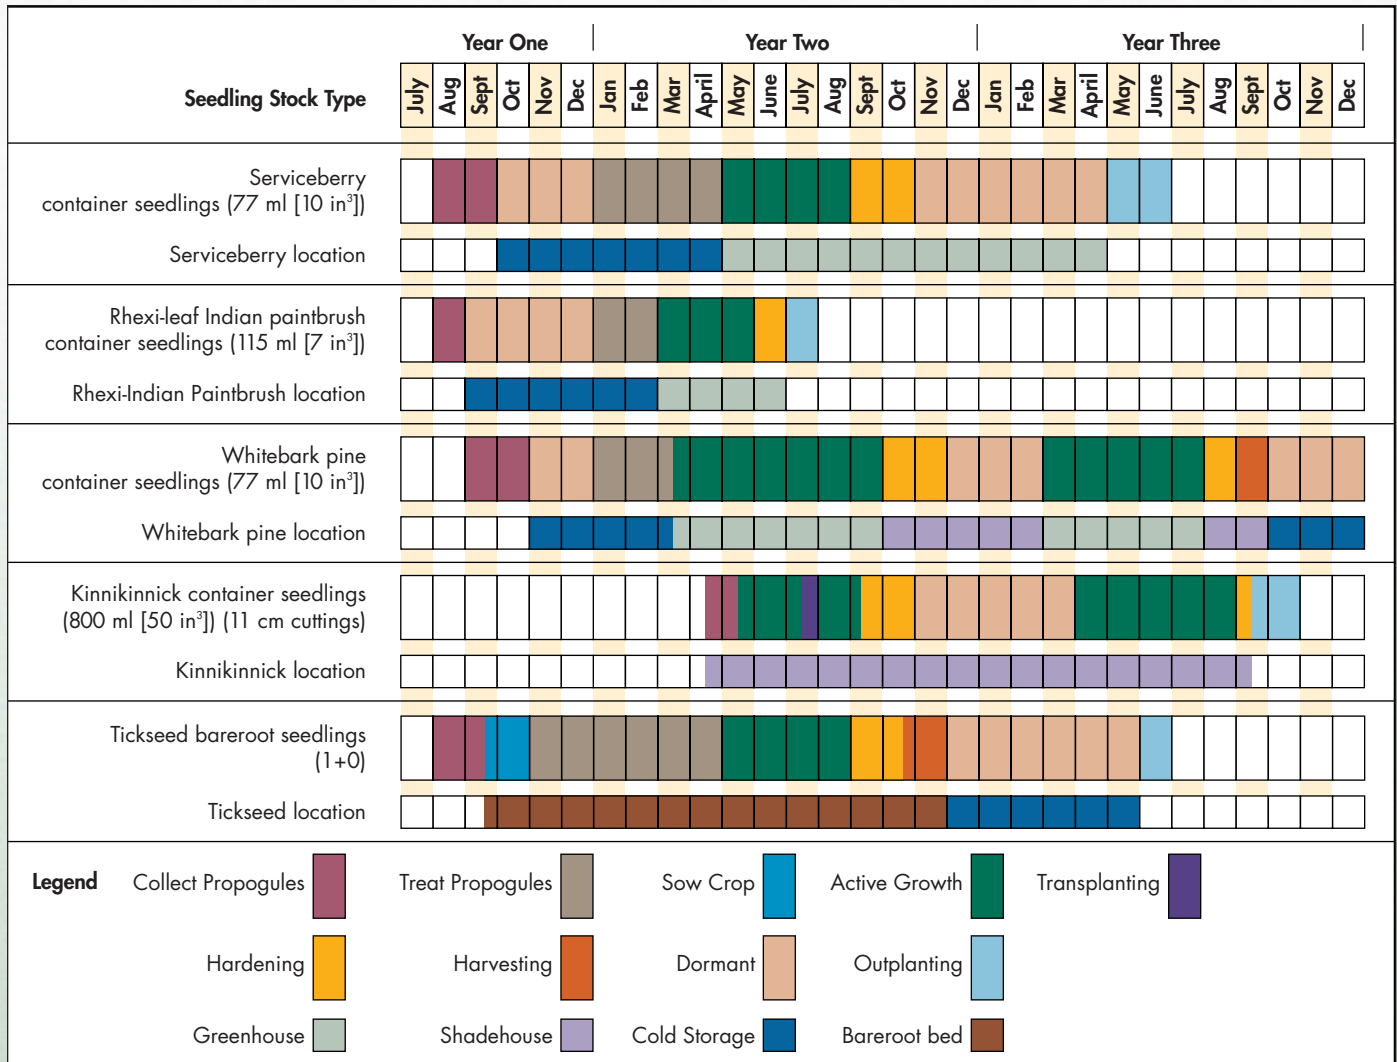 Year One
Year Two
Year Three
Seedling Stock Type
July Aug Sept Oct Nov Dec Jan Feb Mar April May June July Aug Sept Oct Nov Dec Jan Feb Mar April May June July Aug Sept Oct Nov Dec
Serviceberry
container seedlings (77 ml [10 in³])
Serviceberry location
Rhexi-leaf Indian paintbrush
container seedlings (115 ml [7 in³])
Rhexi-Indian Paintbrush location
Whitebark pine
container seedlings (77 ml [10 in³])
Whitebark pine location
Kinnikinnick container seedlings
(800 ml [50 in³]) (11 cm cuttings)
Kinnikinnick location
Tickseed bareroot seedlings
(1+0)
Tickseed location
Legend
Collect Propogules
Treat Propogules
Sow Crop
Active Growth
Transplanting
Hardening
Harvesting
Dormant
Outplanting
Greenhouse
Shadehouse
Cold Storage
Bareroot bed